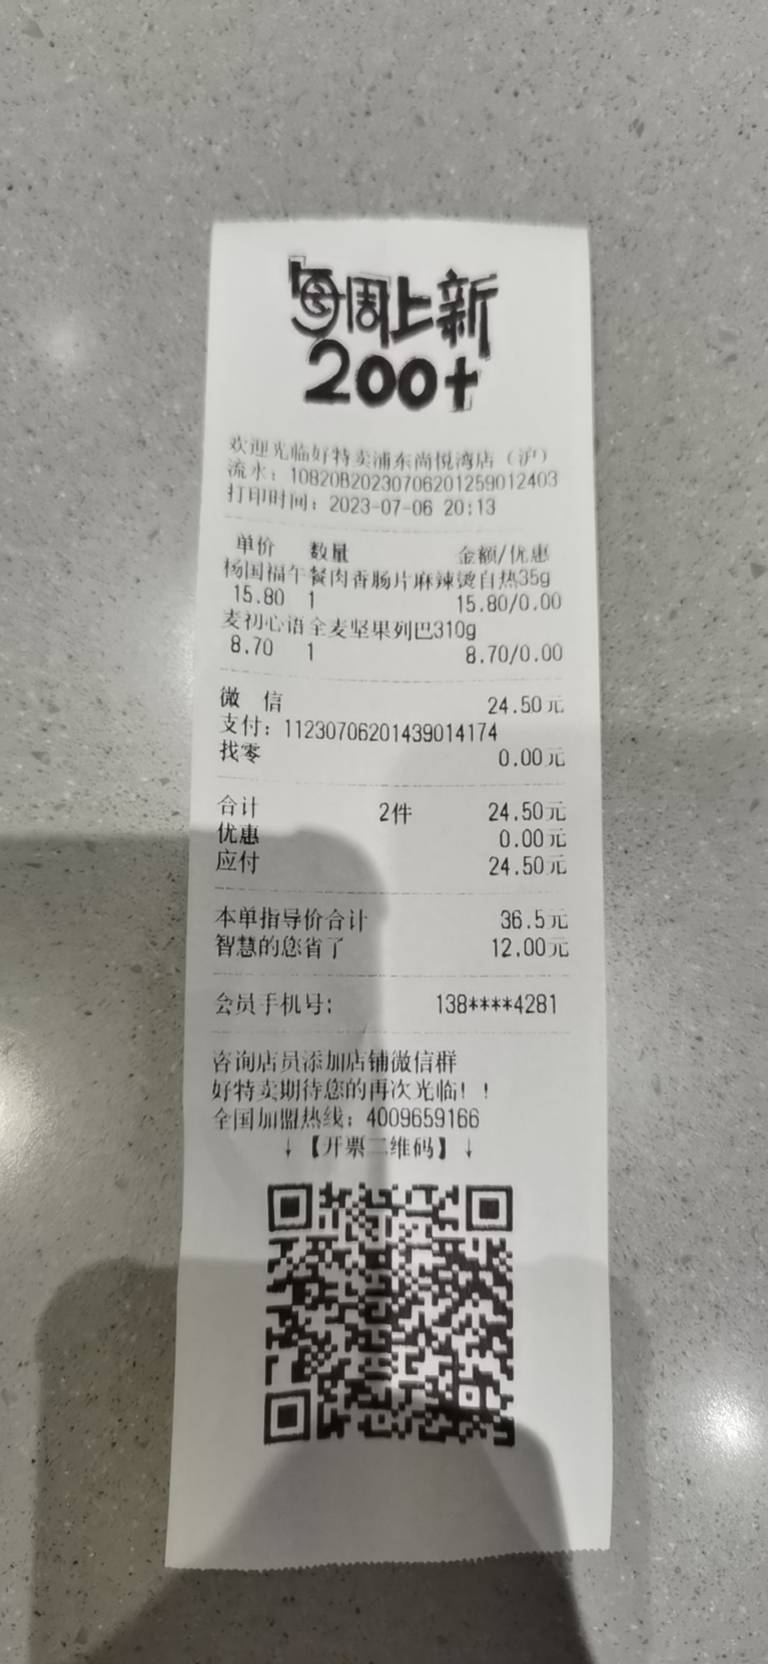 每周上新
200+
欢迎光临好特卖浦东尚悦湾店（沪）
流水：10820B20230706201259012403
打印时间：2023-07-06 20:13
单价 数量 金额/优惠
杨国福午餐肉香肠片麻辣烫自热35g
15.80 1 15.80/0.00
麦初心语全麦坚果列巴310g
8.70 1 8.70/0.00
微 信 24.50元
支付：11230706201439014174
找零 0.00元
合计 2件 24.50元
优惠 0.00元
应付 24.50元
本单指导价合计 36.5元
智慧的您省了 12.00元
会员手机号: 138****4281
咨询店员添加店铺微信群
好特卖期待您的再次光临！！
全国加盟热线：4009659166
↓【开票二维码】↓